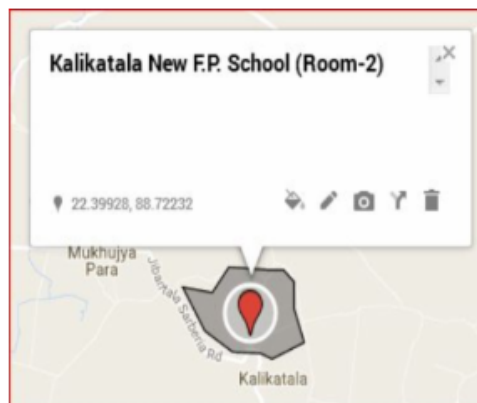 Kalikatala New F.P. School (Room-2)
22.39928, 88.72232
Mukhujya
Para
Jibantala Sarberia Rd
Kalikatala